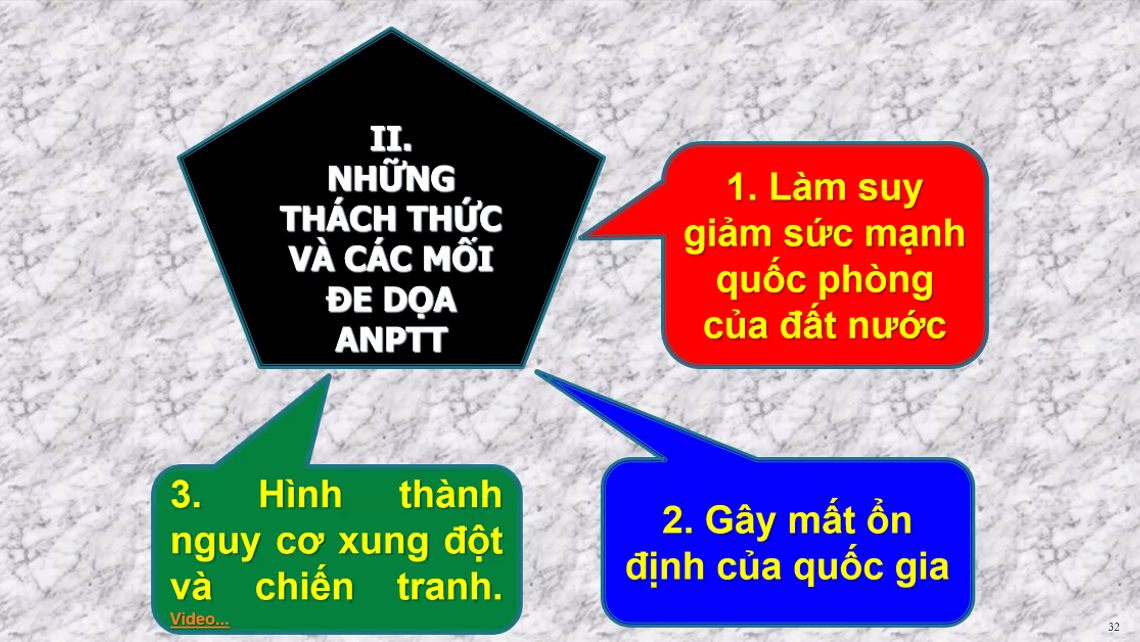 II.
NHỮNG
THÁCH THỨC
VÀ CÁC MỐI
ĐE DỌA
ANPTT
1. Làm suy
giảm sức mạnh
quốc phòng
của đất nước
2. Gây mất ổn
định của quốc gia
3. Hình thành
nguy cơ xung đột
và chiến tranh.
Video...
32